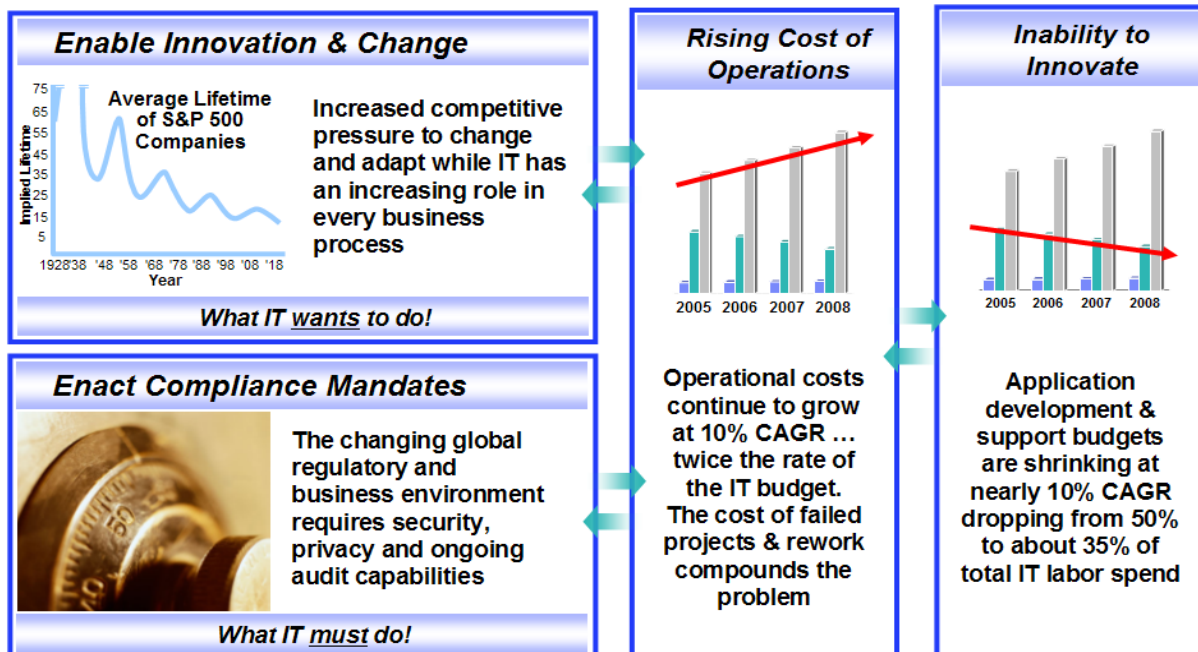 Enable Innovation & Change
Average Lifetime
of S&P 500
Companies
Implied Lifetime
75
65
55
45
35
25
15
5
1928 '38 '48 '58 '68 '78 '88 '98 '08 '18
Year
Increased competitive
pressure to change
and adapt while IT has
an increasing role in
every business
process
What IT wants to do!
Enact Compliance Mandates
50
40
The changing global
regulatory and
business environment
requires security,
privacy and ongoing
audit capabilities
What IT must do!
Rising Cost of
Operations
2005 2006 2007 2008
Operational costs
continue to grow
at 10% CAGR …
twice the rate of
the IT budget.
The cost of failed
projects & rework
compounds the
problem
Inability to
Innovate
2005 2006 2007 2008
Application
development &
support budgets
are shrinking at
nearly 10% CAGR
dropping from 50%
to about 35% of
total IT labor spend